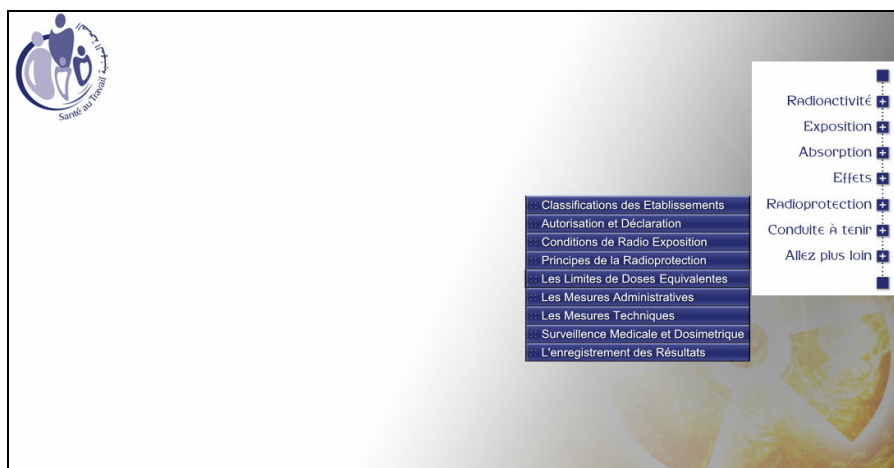 Santé au Travail
Radioactivité
Exposition
Absorption
Effets
Radioprotection
Conduite à tenir
Allez plus loin
Classifications des Etablissements
Autorisation et Déclaration
Conditions de Radio Exposition
Principes de la Radioprotection
Les Limites de Doses Equivalentes
Les Mesures Administratives
Les Mesures Techniques
Surveillence Medicale et Dosimetrique
L'enregistrement des Résultats